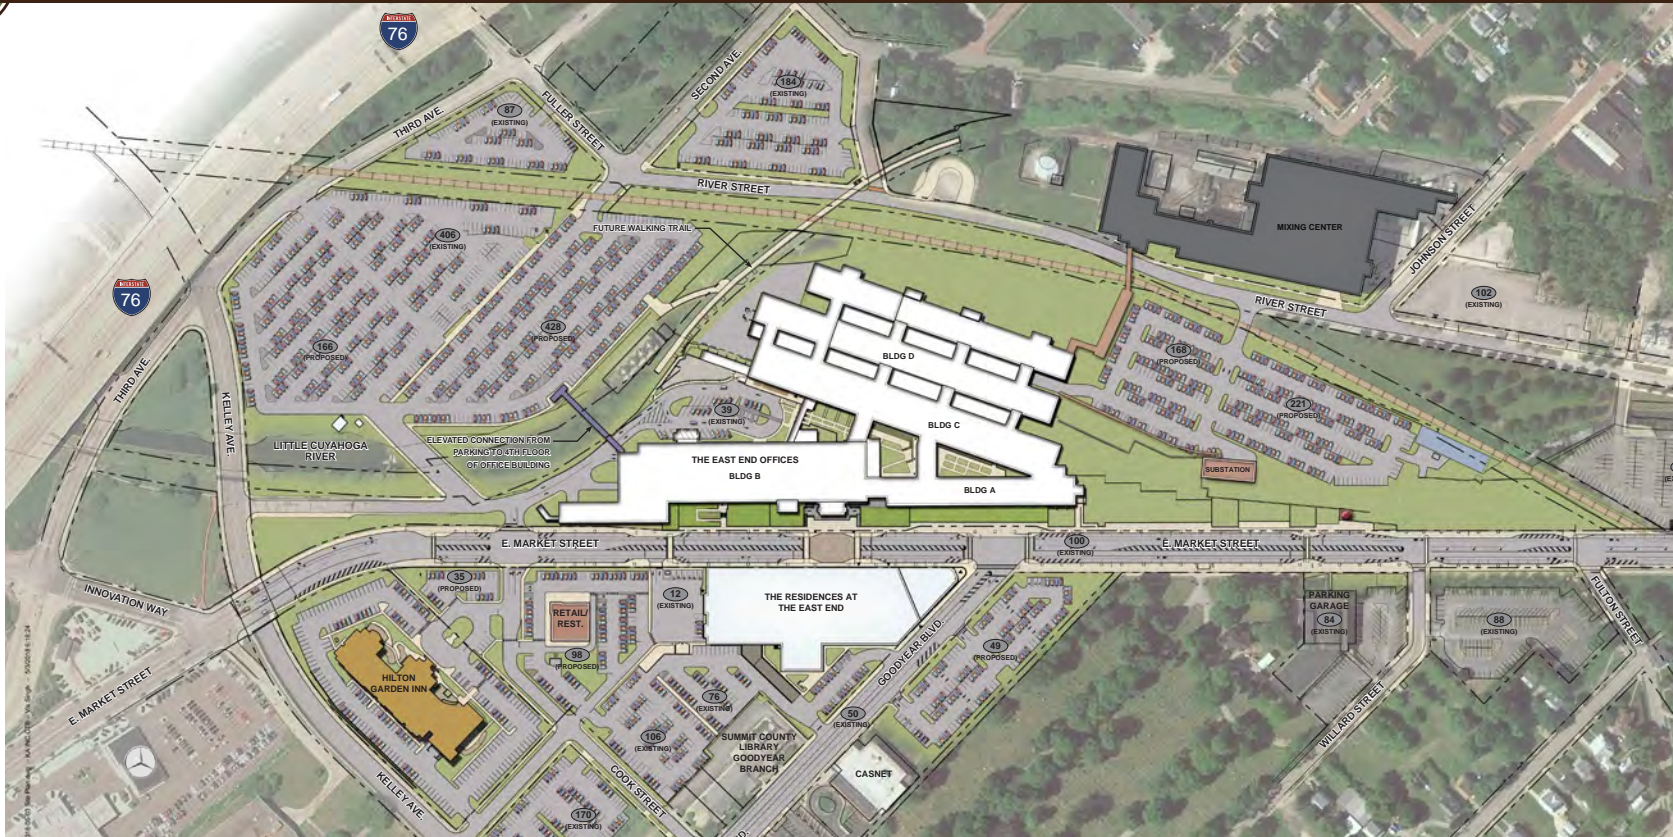 INTERSTATE
76
INTERSTATE
76
THIRD AVE.
87
(EXISTING)
FULLER STREET
SECOND AVE.
184
(EXISTING)
RIVER STREET
FUTURE WALKING TRAIL
406
(EXISTING)
428
(PROPOSED)
166
(PROPOSED)
MIXING CENTER
JOHNSON STREET
102
(EXISTING)
RIVER STREET
THIRD AVE.
KELLEY AVE.
LITTLE CUYAHOGA
RIVER
ELEVATED CONNECTION FROM
PARKING TO 4TH FLOOR
OF OFFICE BUILDING
39
(EXISTING)
BLDG D
BLDG C
THE EAST END OFFICES
BLDG B
BLDG A
168
(PROPOSED)
221
(PROPOSED)
SUBSTATION
E. MARKET STREET
100
(EXISTING)
E. MARKET STREET
INNOVATION WAY
E. MARKET STREET
35
(PROPOSED)
RETAIL/
REST.
98
(PROPOSED)
12
(EXISTING)
THE RESIDENCES AT
THE EAST END
GOODYEAR BLVD.
49
(PROPOSED)
PARKING
GARAGE
84
(EXISTING)
88
(EXISTING)
FULTON STREET
WILLARD STREET
HILTON
GARDEN INN
KELLEY AVE.
76
(EXISTING)
106
(EXISTING)
50
(EXISTING)
SUMMIT COUNTY
LIBRARY
GOODYEAR
BRANCH
CASNET
COOK STREET
170
(EXISTING)